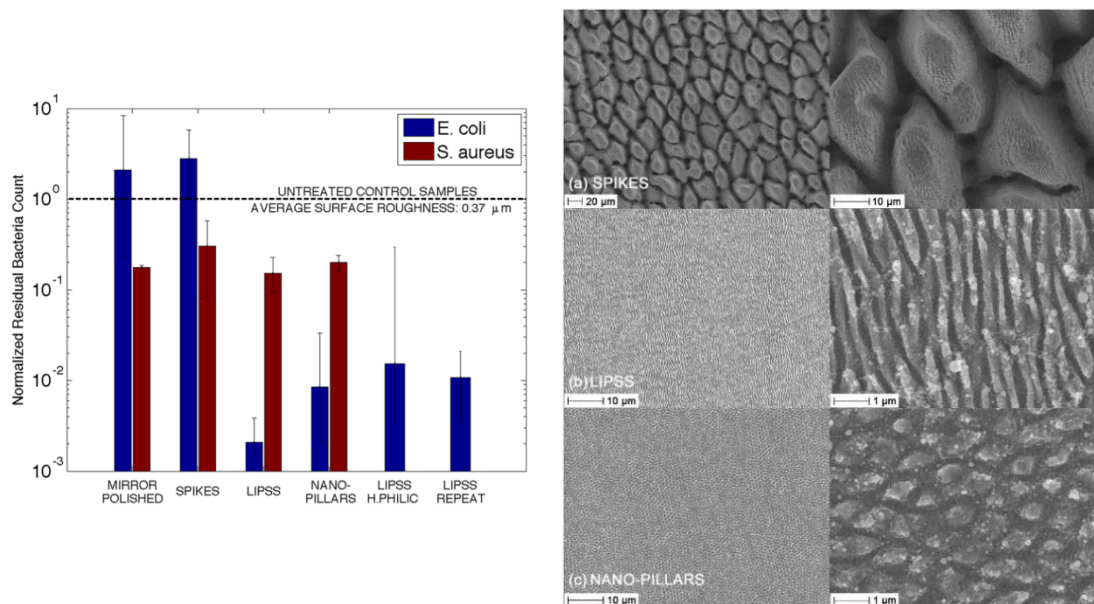 Normalized Residual Bacteria Count
10^1
10^0
10^-1
10^-2
10^-3
E. coli
S. aureus
UNTREATED CONTROL SAMPLES
AVERAGE SURFACE ROUGHNESS: 0.37 μm
MIRROR
POLISHED
SPIKES
LIPSS
NANO-
PILLARS
LIPSS
H.PHILIC
LIPSS
REPEAT
(a) SPIKES
20 μm
10 μm
(b) LIPSS
10 μm
1 μm
(c) NANO-PILLARS
10 μm
1 μm